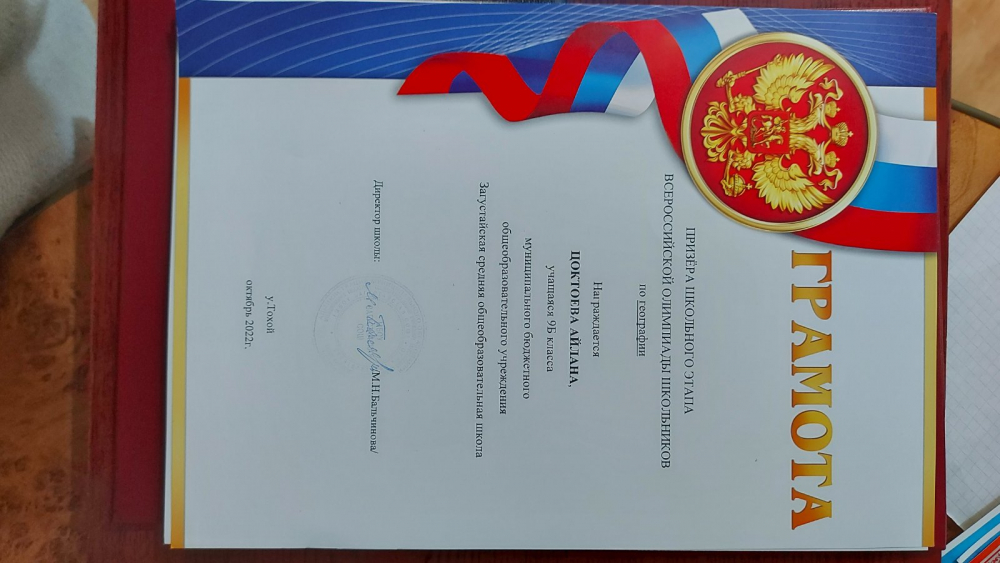 ГРАМОТА
ПРИЗЁРА ШКОЛЬНОГО ЭТАПА
ВСЕРОССИЙСКОЙ ОЛИМПИАДЫ ШКОЛЬНИКОВ
по географии
Награждается
ЦОКТОЕВА АЙЛАНА,
учащаяся 9Б класса
муниципального бюджетного
общеобразовательного учреждения
Загустайская средняя общеобразовательная школа
Директор школы: /М.Н.Бальчинова/
у.Тохой
октябрь 2022г.